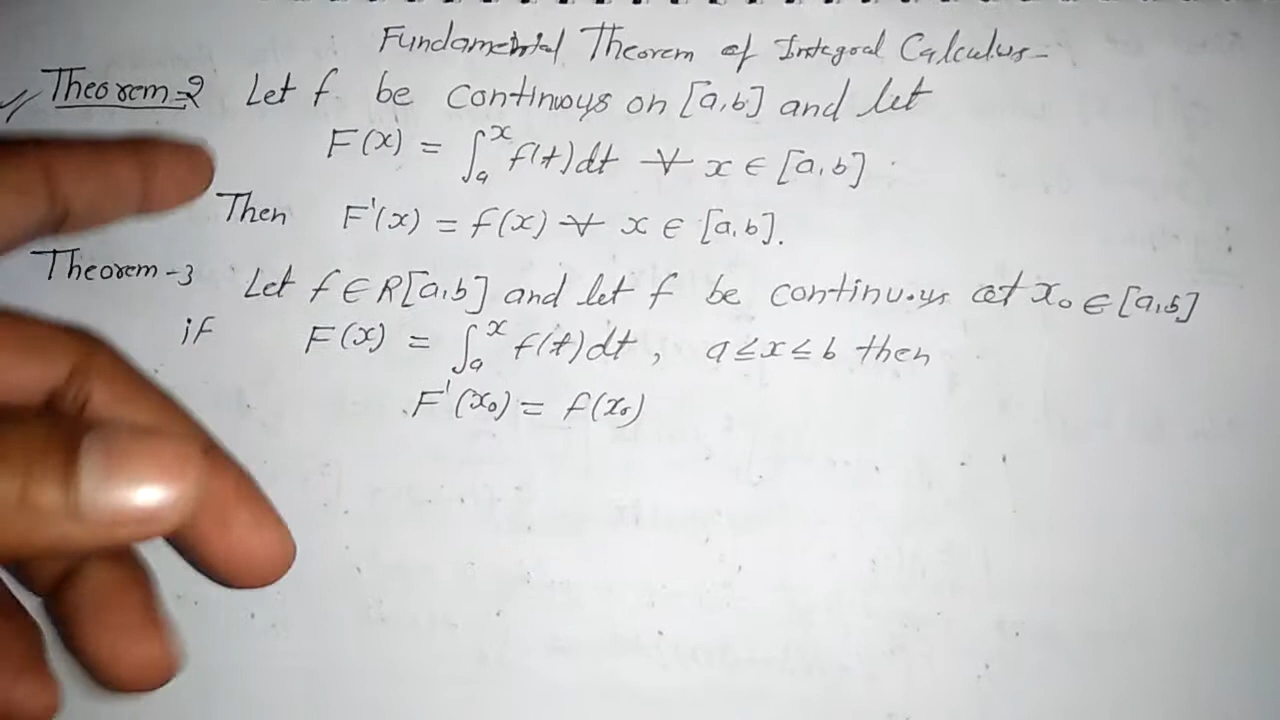 Fundamental Theorem of Integral Calculus-
Theorem-2 Let f be continuoys on [a,b] and let
F(x) = ∫ₐˣ f(t)dt ∀ x ∈ [a,b]
Then F'(x) = f(x) ∀ x ∈ [a,b].
Theorem-3 Let f ∈ R[a,b] and let f be continuous at x₀ ∈ [a,b]
if F(x) = ∫ₐˣ f(t)dt, a ≤ x ≤ b then
F'(x₀) = f(x₀)